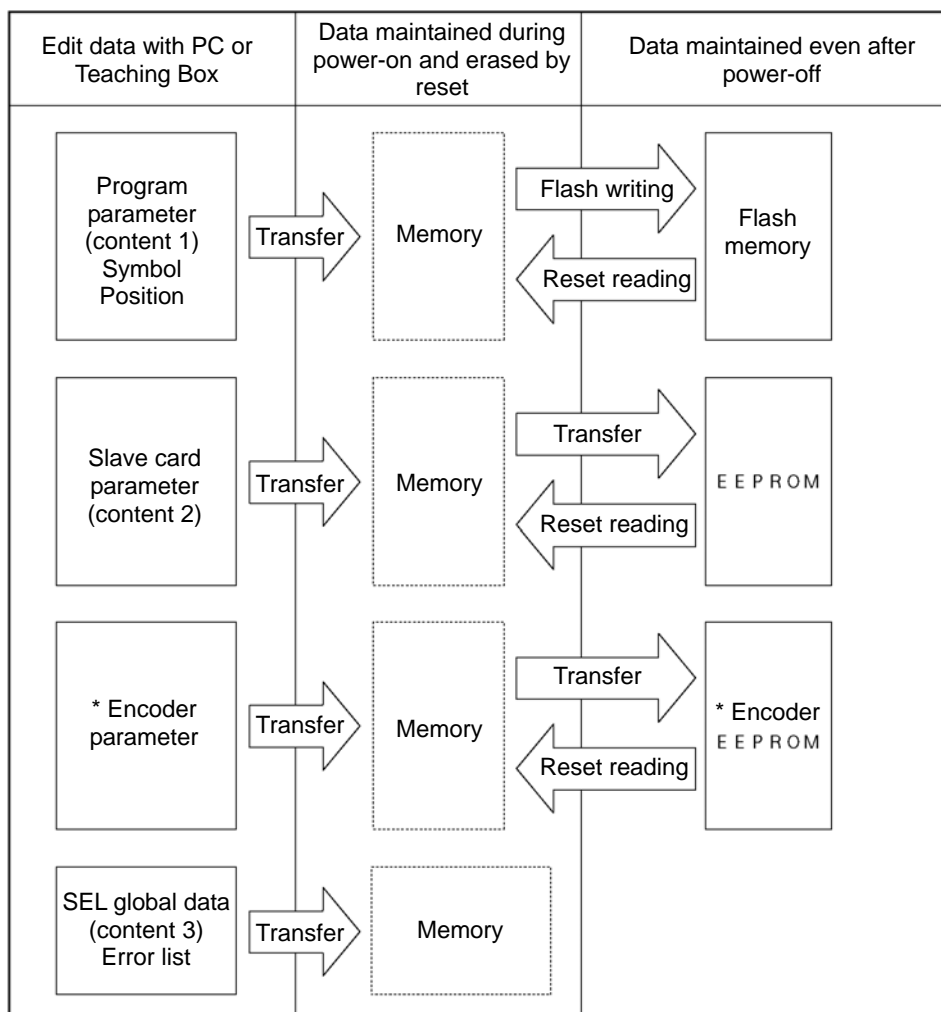 Edit data with PC or
Teaching Box
Data maintained during
power-on and erased by
reset
Data maintained even after
power-off
Program
parameter
(content 1)
Symbol
Position
Transfer
Memory
Flash writing
Reset reading
Flash
memory
Slave card
parameter
(content 2)
Transfer
Memory
Transfer
Reset reading
EEPROM
* Encoder
parameter
Transfer
Memory
Transfer
Reset reading
* Encoder
EEPROM
SEL global data
(content 3)
Error list
Transfer
Memory